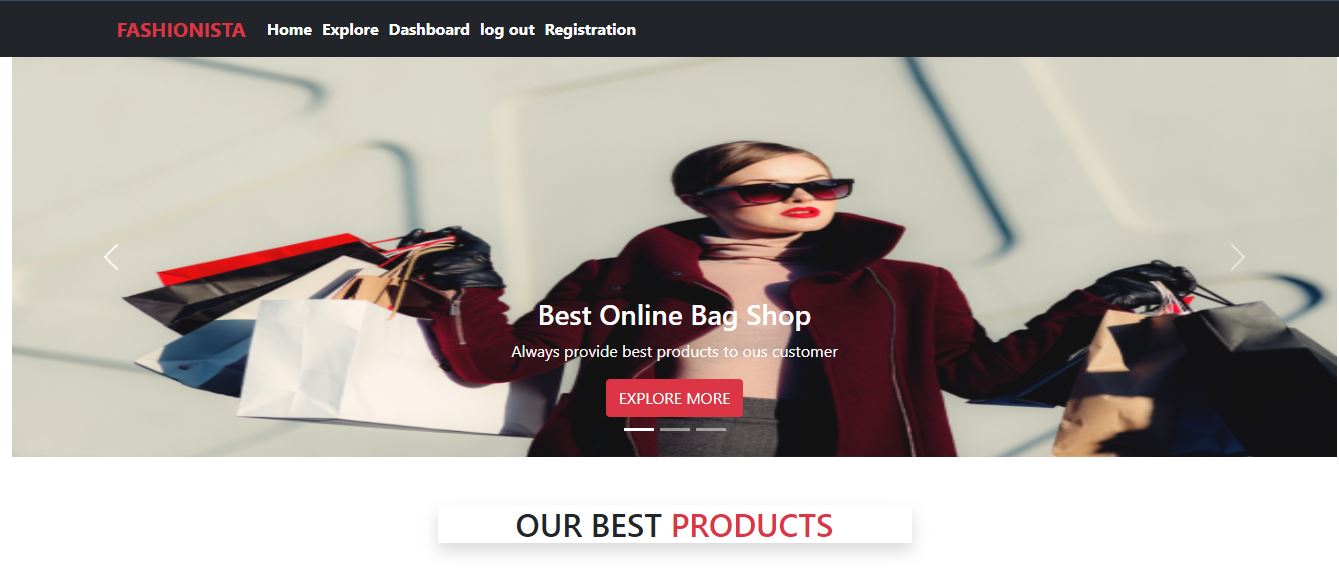 FASHIONISTA Home Explore Dashboard log out Registration
Best Online Bag Shop
Always provide best products to ous customer
EXPLORE MORE
OUR BEST PRODUCTS